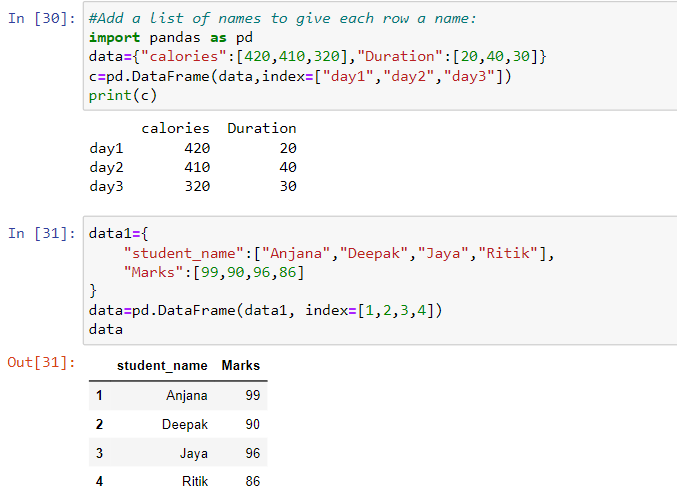 In [30]: #Add a list of names to give each row a name:
import pandas as pd
data={"calories":[420,410,320],"Duration":[20,40,30]}
c=pd.DataFrame(data,index=["day1","day2","day3"])
print(c)
calories Duration
day1 420 20
day2 410 40
day3 320 30
In [31]: data1={
"student_name":["Anjana","Deepak","Jaya","Ritik"],
"Marks":[99,90,96,86]
}
data=pd.DataFrame(data1, index=[1,2,3,4])
data
Out[31]: student_name Marks
1 Anjana 99
2 Deepak 90
3 Jaya 96
4 Ritik 86